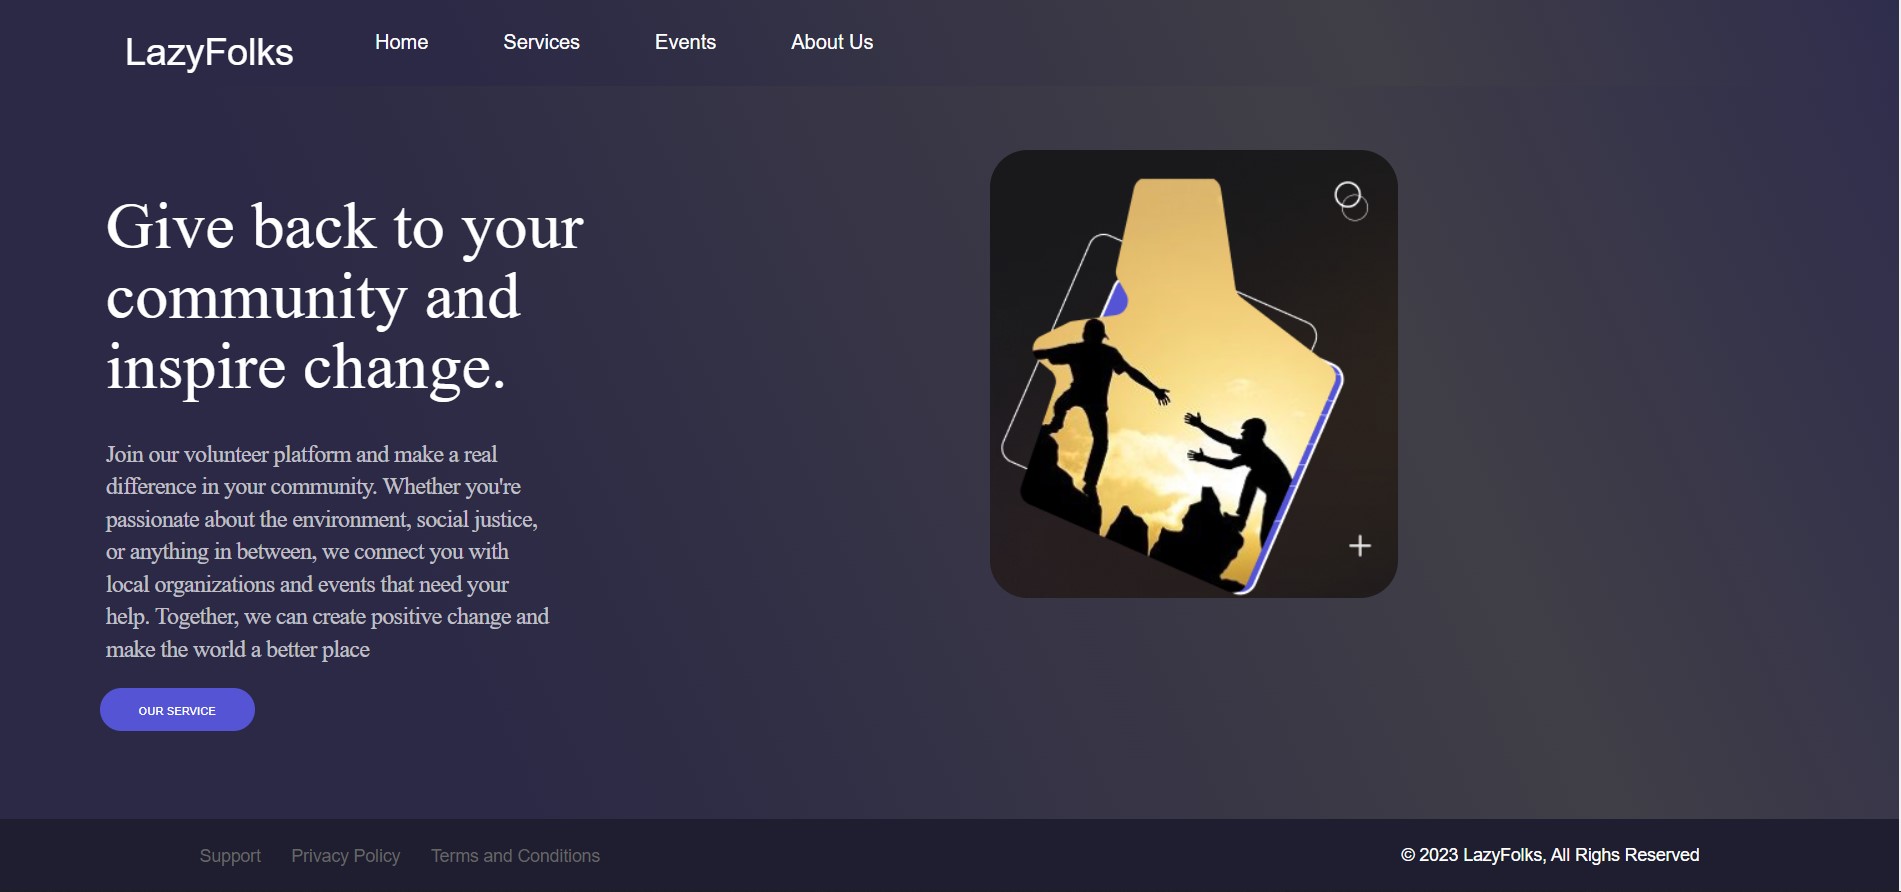 LazyFolks
Home
Services
Events
About Us
Give back to your
community and
inspire change.
Join our volunteer platform and make a real
difference in your community. Whether you're
passionate about the environment, social justice,
or anything in between, we connect you with
local organizations and events that need your
help. Together, we can create positive change and
make the world a better place
OUR SERVICE
Support
Privacy Policy
Terms and Conditions
© 2023 LazyFolks, All Righs Reserved